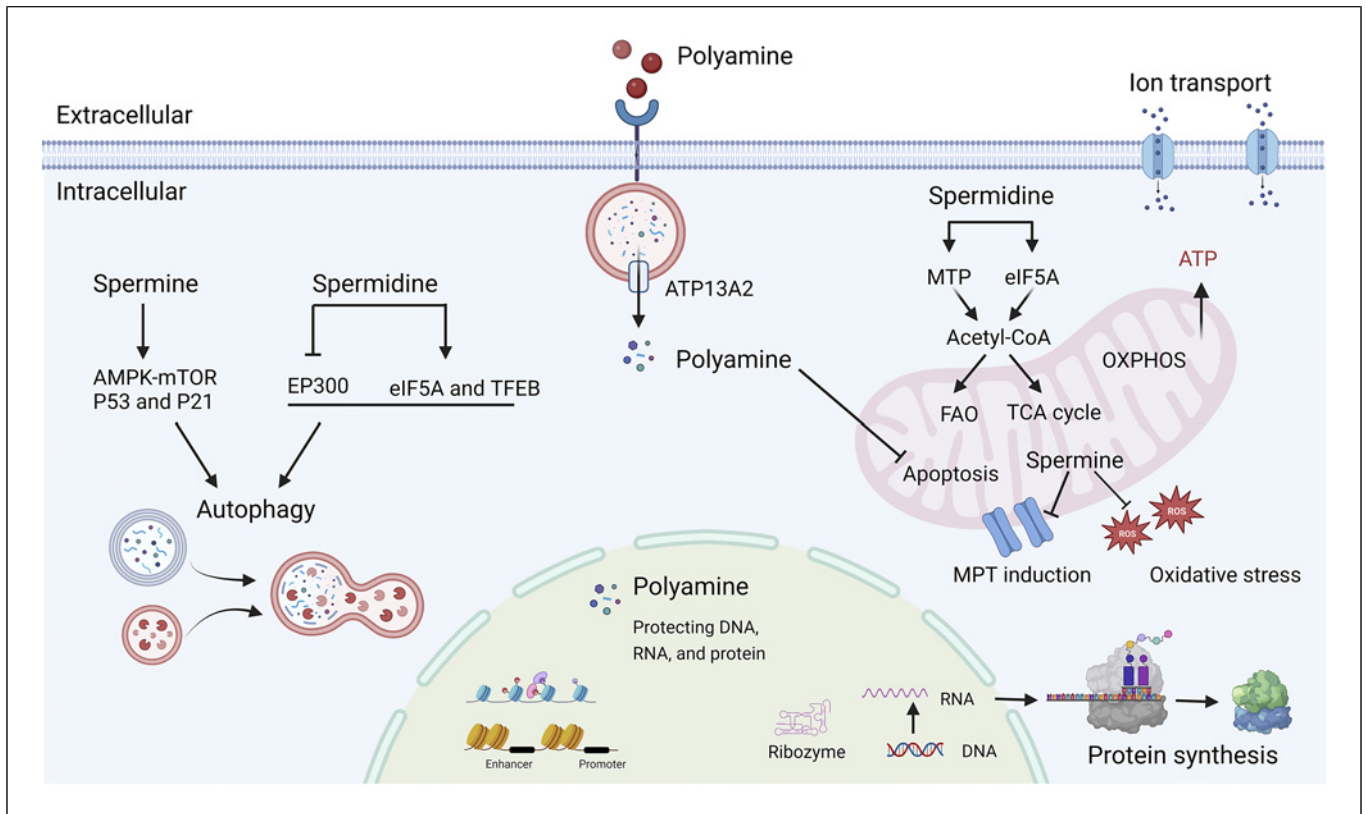 Polyamine
Ion transport
Extracellular
Intracellular
Spermine
Spermidine
AMPK-mTOR
P53 and P21
EP300
eIF5A and TFEB
Autophagy
ATP13A2
Polyamine
Spermidine
MTP
eIF5A
Acetyl-CoA
FAO
TCA cycle
ATP
OXPHOS
Apoptosis
Spermine
ROS
ROS
MPT induction
Oxidative stress
Polyamine
Protecting DNA,
RNA, and protein
Enhancer
Promoter
Ribozyme
RNA
DNA
Protein synthesis